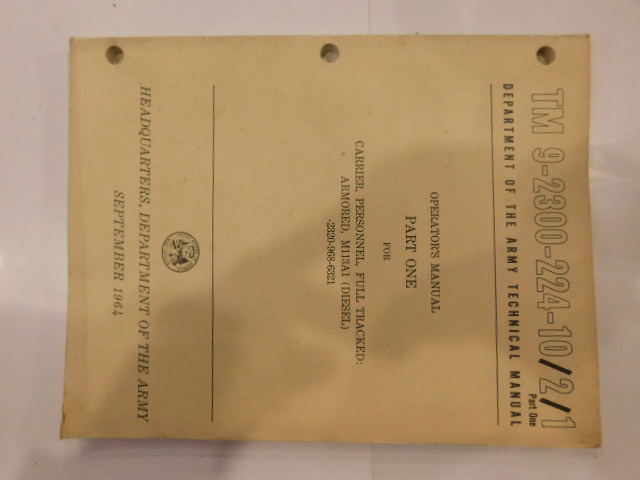 TM 9-2300-224-10/2/1
Part One
DEPARTMENT OF THE ARMY TECHNICAL MANUAL
OPERATOR'S MANUAL
PART ONE
FOR
CARRIER, PERSONNEL, FULL TRACKED:
ARMORED, M113A1 (DIESEL)
-2320-968-6321
HEADQUARTERS, DEPARTMENT OF THE ARMY
SEPTEMBER 1964